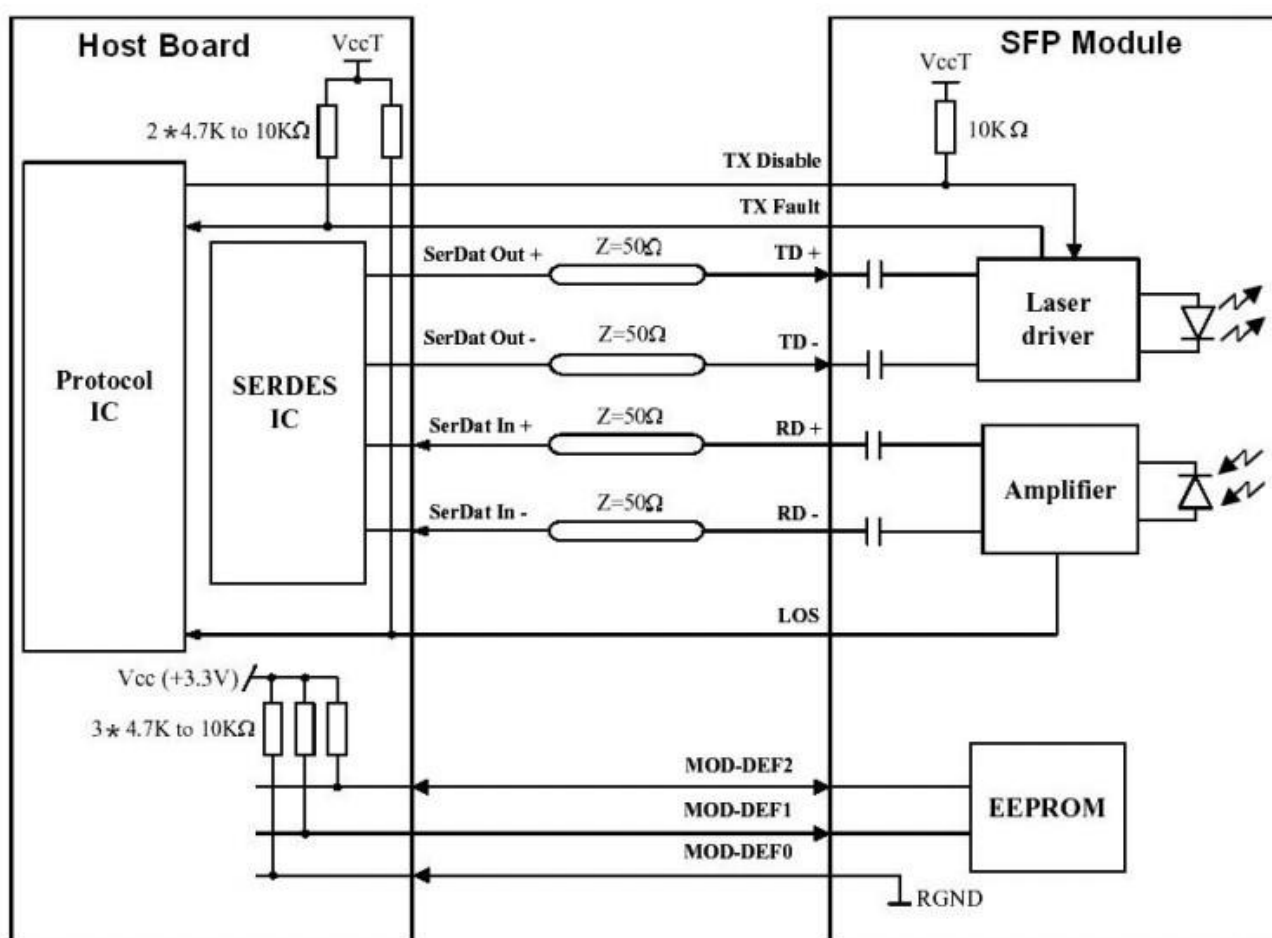 Host Board
SFP Module
VccT
VccT
2*4.7K to 10KΩ
10KΩ
TX Disable
TX Fault
SerDat Out +
Z=50Ω
TD +
Laser
driver
SerDat Out -
Z=50Ω
TD -
Protocol
IC
SERDES
IC
SerDat In +
Z=50Ω
RD +
Amplifier
SerDat In -
Z=50Ω
RD -
LOS
Vcc (+3.3V)
3*4.7K to 10KΩ
MOD-DEF2
MOD-DEF1
EEPROM
MOD-DEF0
RGND